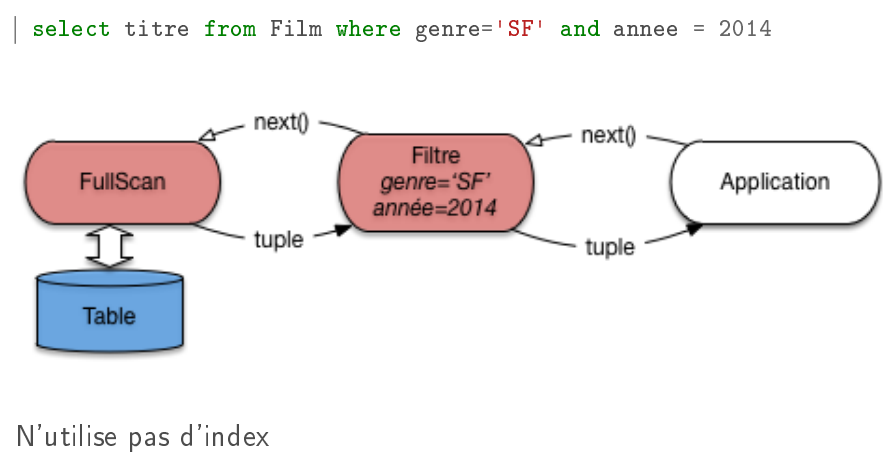 select titre from Film where genre='SF' and annee = 2014
next()
next()
FullScan
Filtre
genre=‘SF’
année=2014
Application
tuple
tuple
Table
N'utilise pas d'index